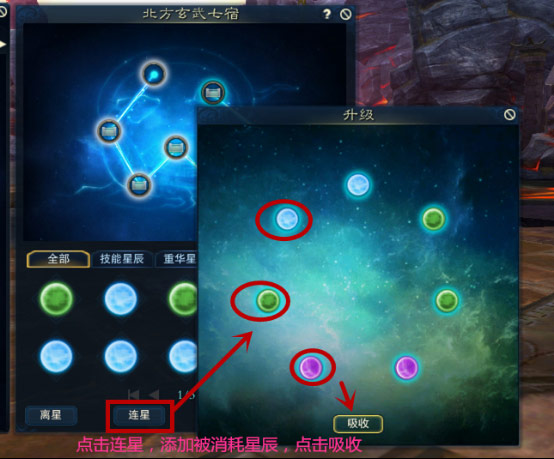 北方玄武七宿
?
升级
全部
技能星辰
重华星
1/
离星
连星
吸收
点击连星，添加被消耗星辰，点击吸收